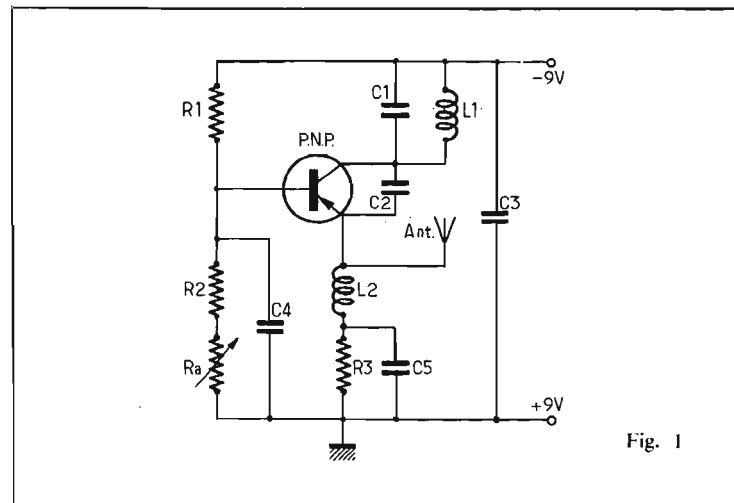 -9V
C1
L1
R1
P.N.P.
C2
Ant.
C3
R2
L2
C4
Ra
R3
C5
+9V
Fig. 1